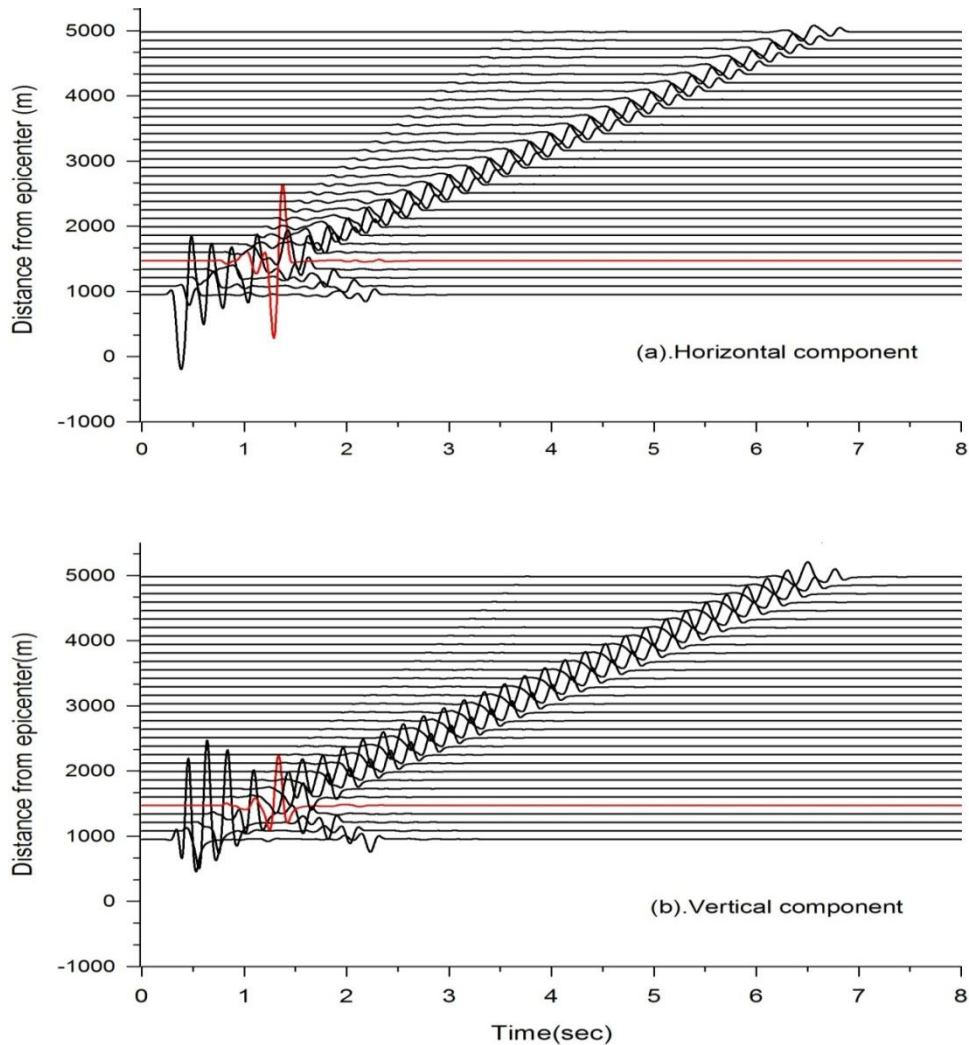 5000
4000
3000
2000
1000
0
-1000
Distance from epicenter (m)
(a).Horizontal component
0 1 2 3 4 5 6 7 8
5000
4000
3000
2000
1000
0
-1000
Distance from epicenter(m)
(b).Vertical component
0 1 2 3 4 5 6 7 8
Time(sec)